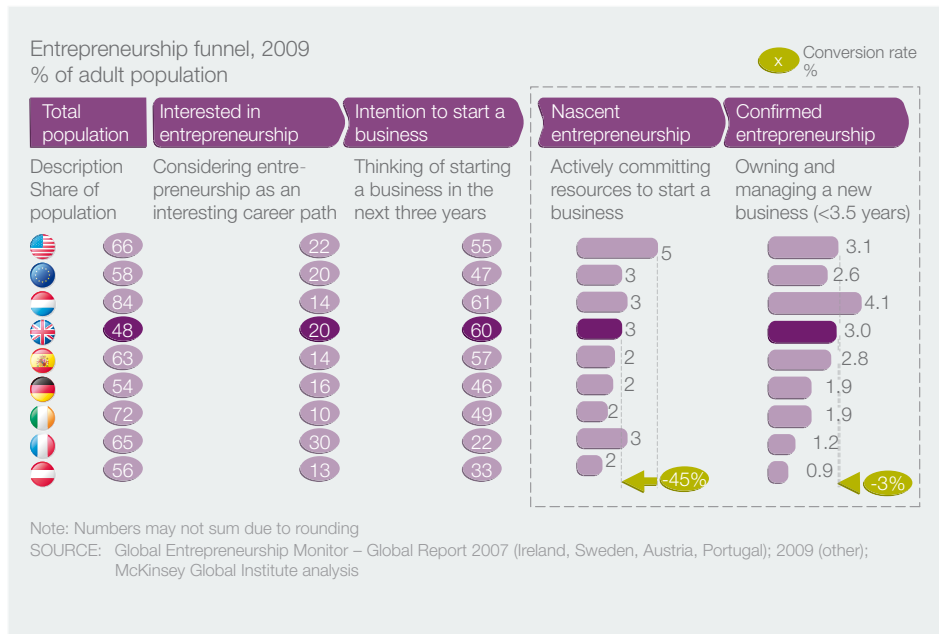 Entrepreneurship funnel, 2009
% of adult population
x
Conversion rate
%
Total
population
Interested in
entrepreneurship
Intention to start a
business
Nascent
entrepreneurship
Confirmed
entrepreneurship
Description
Share of
population
Considering entre-
preneurship as an
interesting career path
Thinking of starting
a business in the
next three years
Actively committing
resources to start a
business
Owning and
managing a new
business (<3.5 years)
66 22 55 5 3.1
58 20 47 3 2.6
84 14 61 3 4.1
48 20 60 3 3.0
63 14 57 2 2.8
54 16 46 2 1.9
72 10 49 2 1.9
65 30 22 3 1.2
56 13 33 2 0.9
-45% -3%
Note: Numbers may not sum due to rounding
SOURCE: Global Entrepreneurship Monitor – Global Report 2007 (Ireland, Sweden, Austria, Portugal); 2009 (other);
McKinsey Global Institute analysis